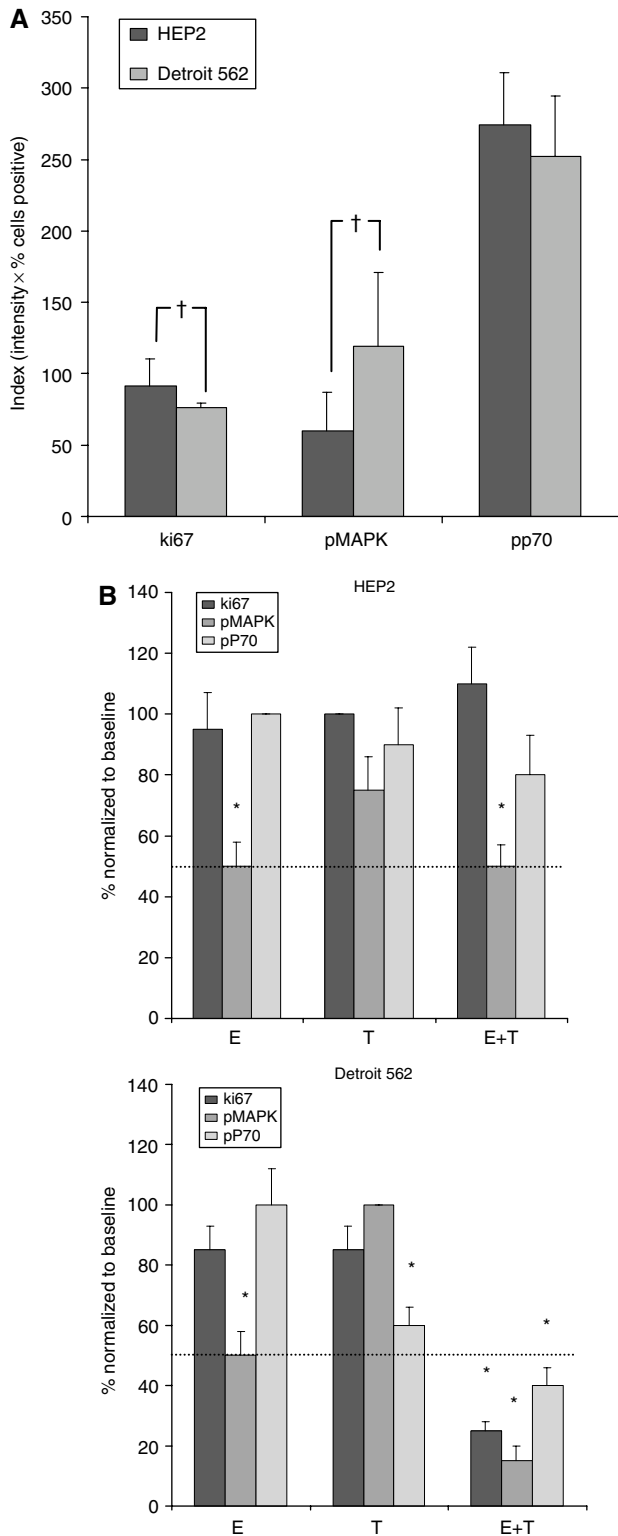 A
350
300
250
200
150
100
50
0
Index (intensity × % cells positive)
HEP2
Detroit 562
†
†
ki67 pMAPK pp70
B
HEP2
140
120
100
80
60
40
20
0
% normalized to baseline
ki67
pMAPK
pP70
*
*
E T E+T
Detroit 562
140
120
100
80
60
40
20
0
% normalized to baseline
ki67
pMAPK
pP70
*
*
*
*
*
E T E+T